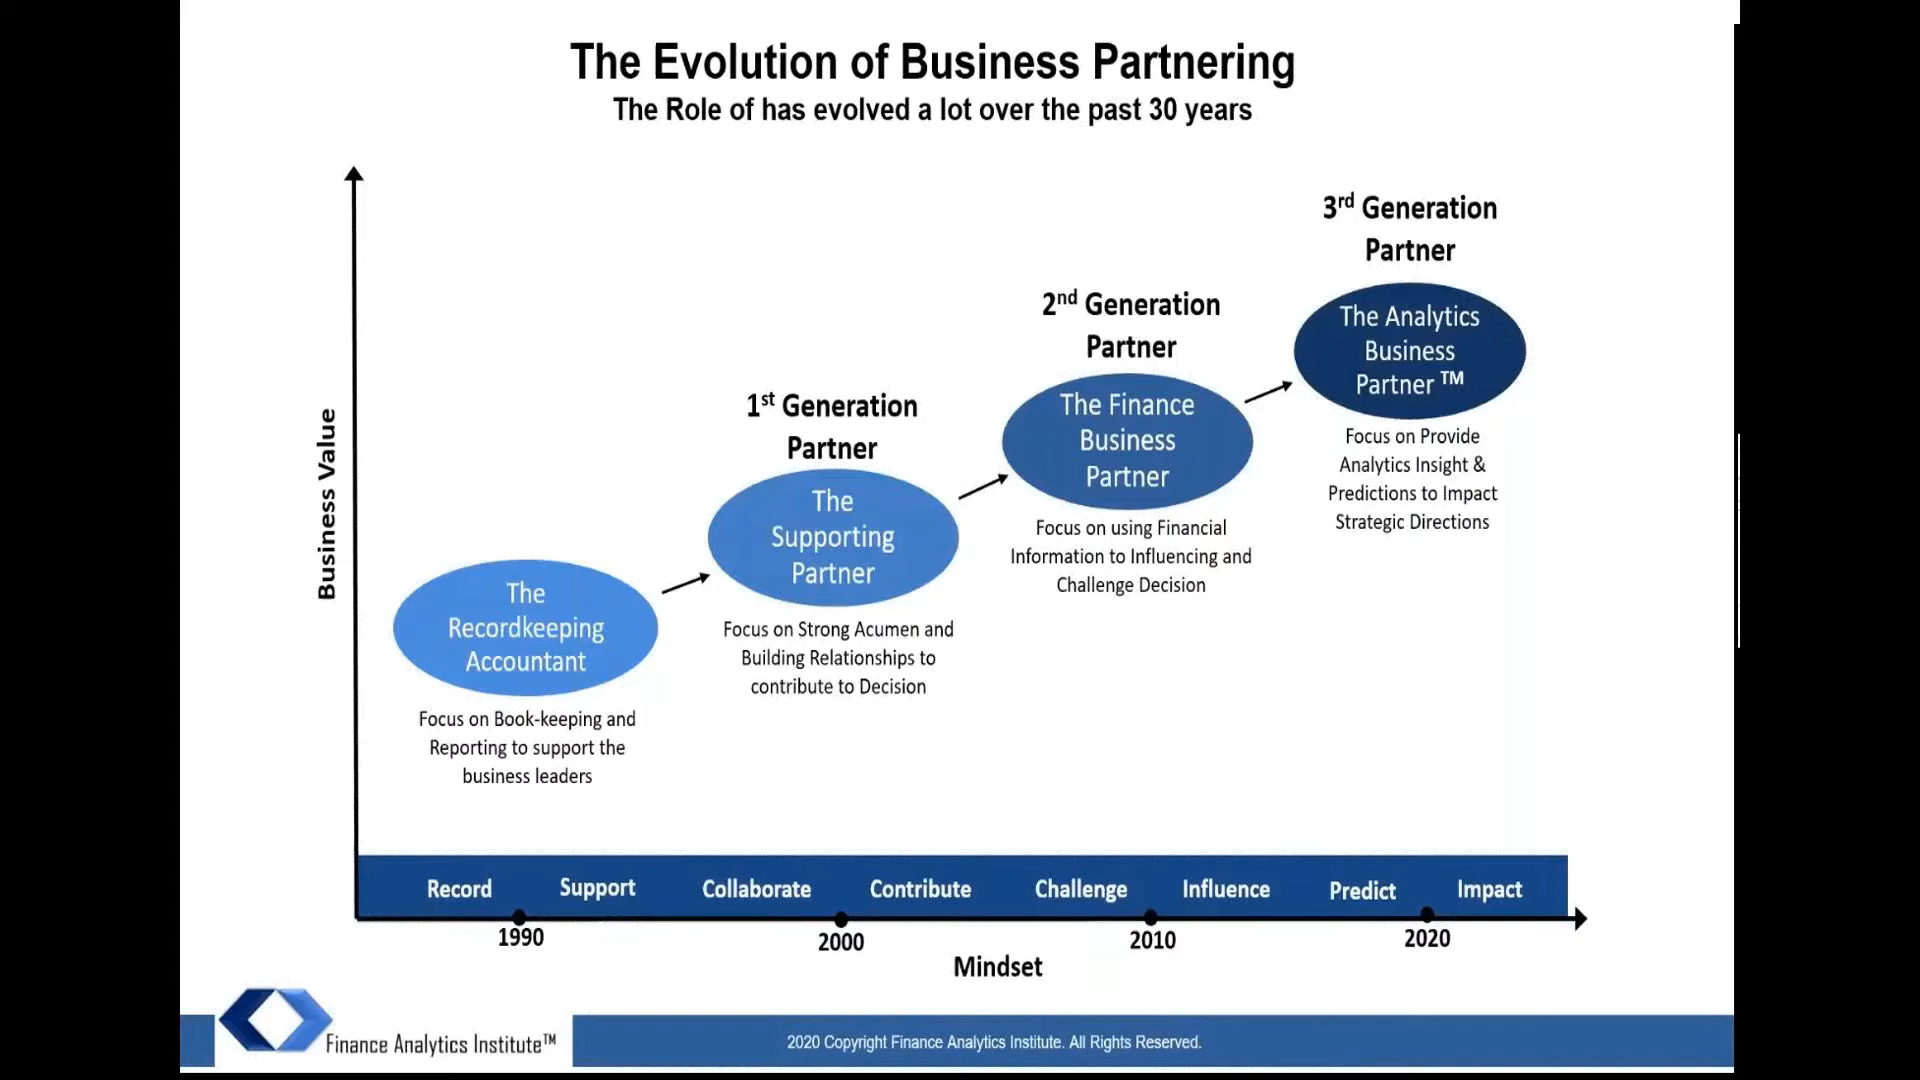 The Evolution of Business Partnering
The Role of has evolved a lot over the past 30 years
Business Value
3rd Generation
Partner
The Analytics
Business
Partner TM
Focus on Provide
Analytics Insight &
Predictions to Impact
Strategic Directions
2nd Generation
Partner
The Finance
Business
Partner
Focus on using Financial
Information to Influencing and
Challenge Decision
1st Generation
Partner
The
Supporting
Partner
Focus on Strong Acumen and
Building Relationships to
contribute to Decision
The
Recordkeeping
Accountant
Focus on Book-keeping and
Reporting to support the
business leaders
Record Support Collaborate Contribute Challenge Influence Predict Impact
1990 2000 2010 2020
Mindset
Finance Analytics Institute™
2020 Copyright Finance Analytics Institute. All Rights Reserved.